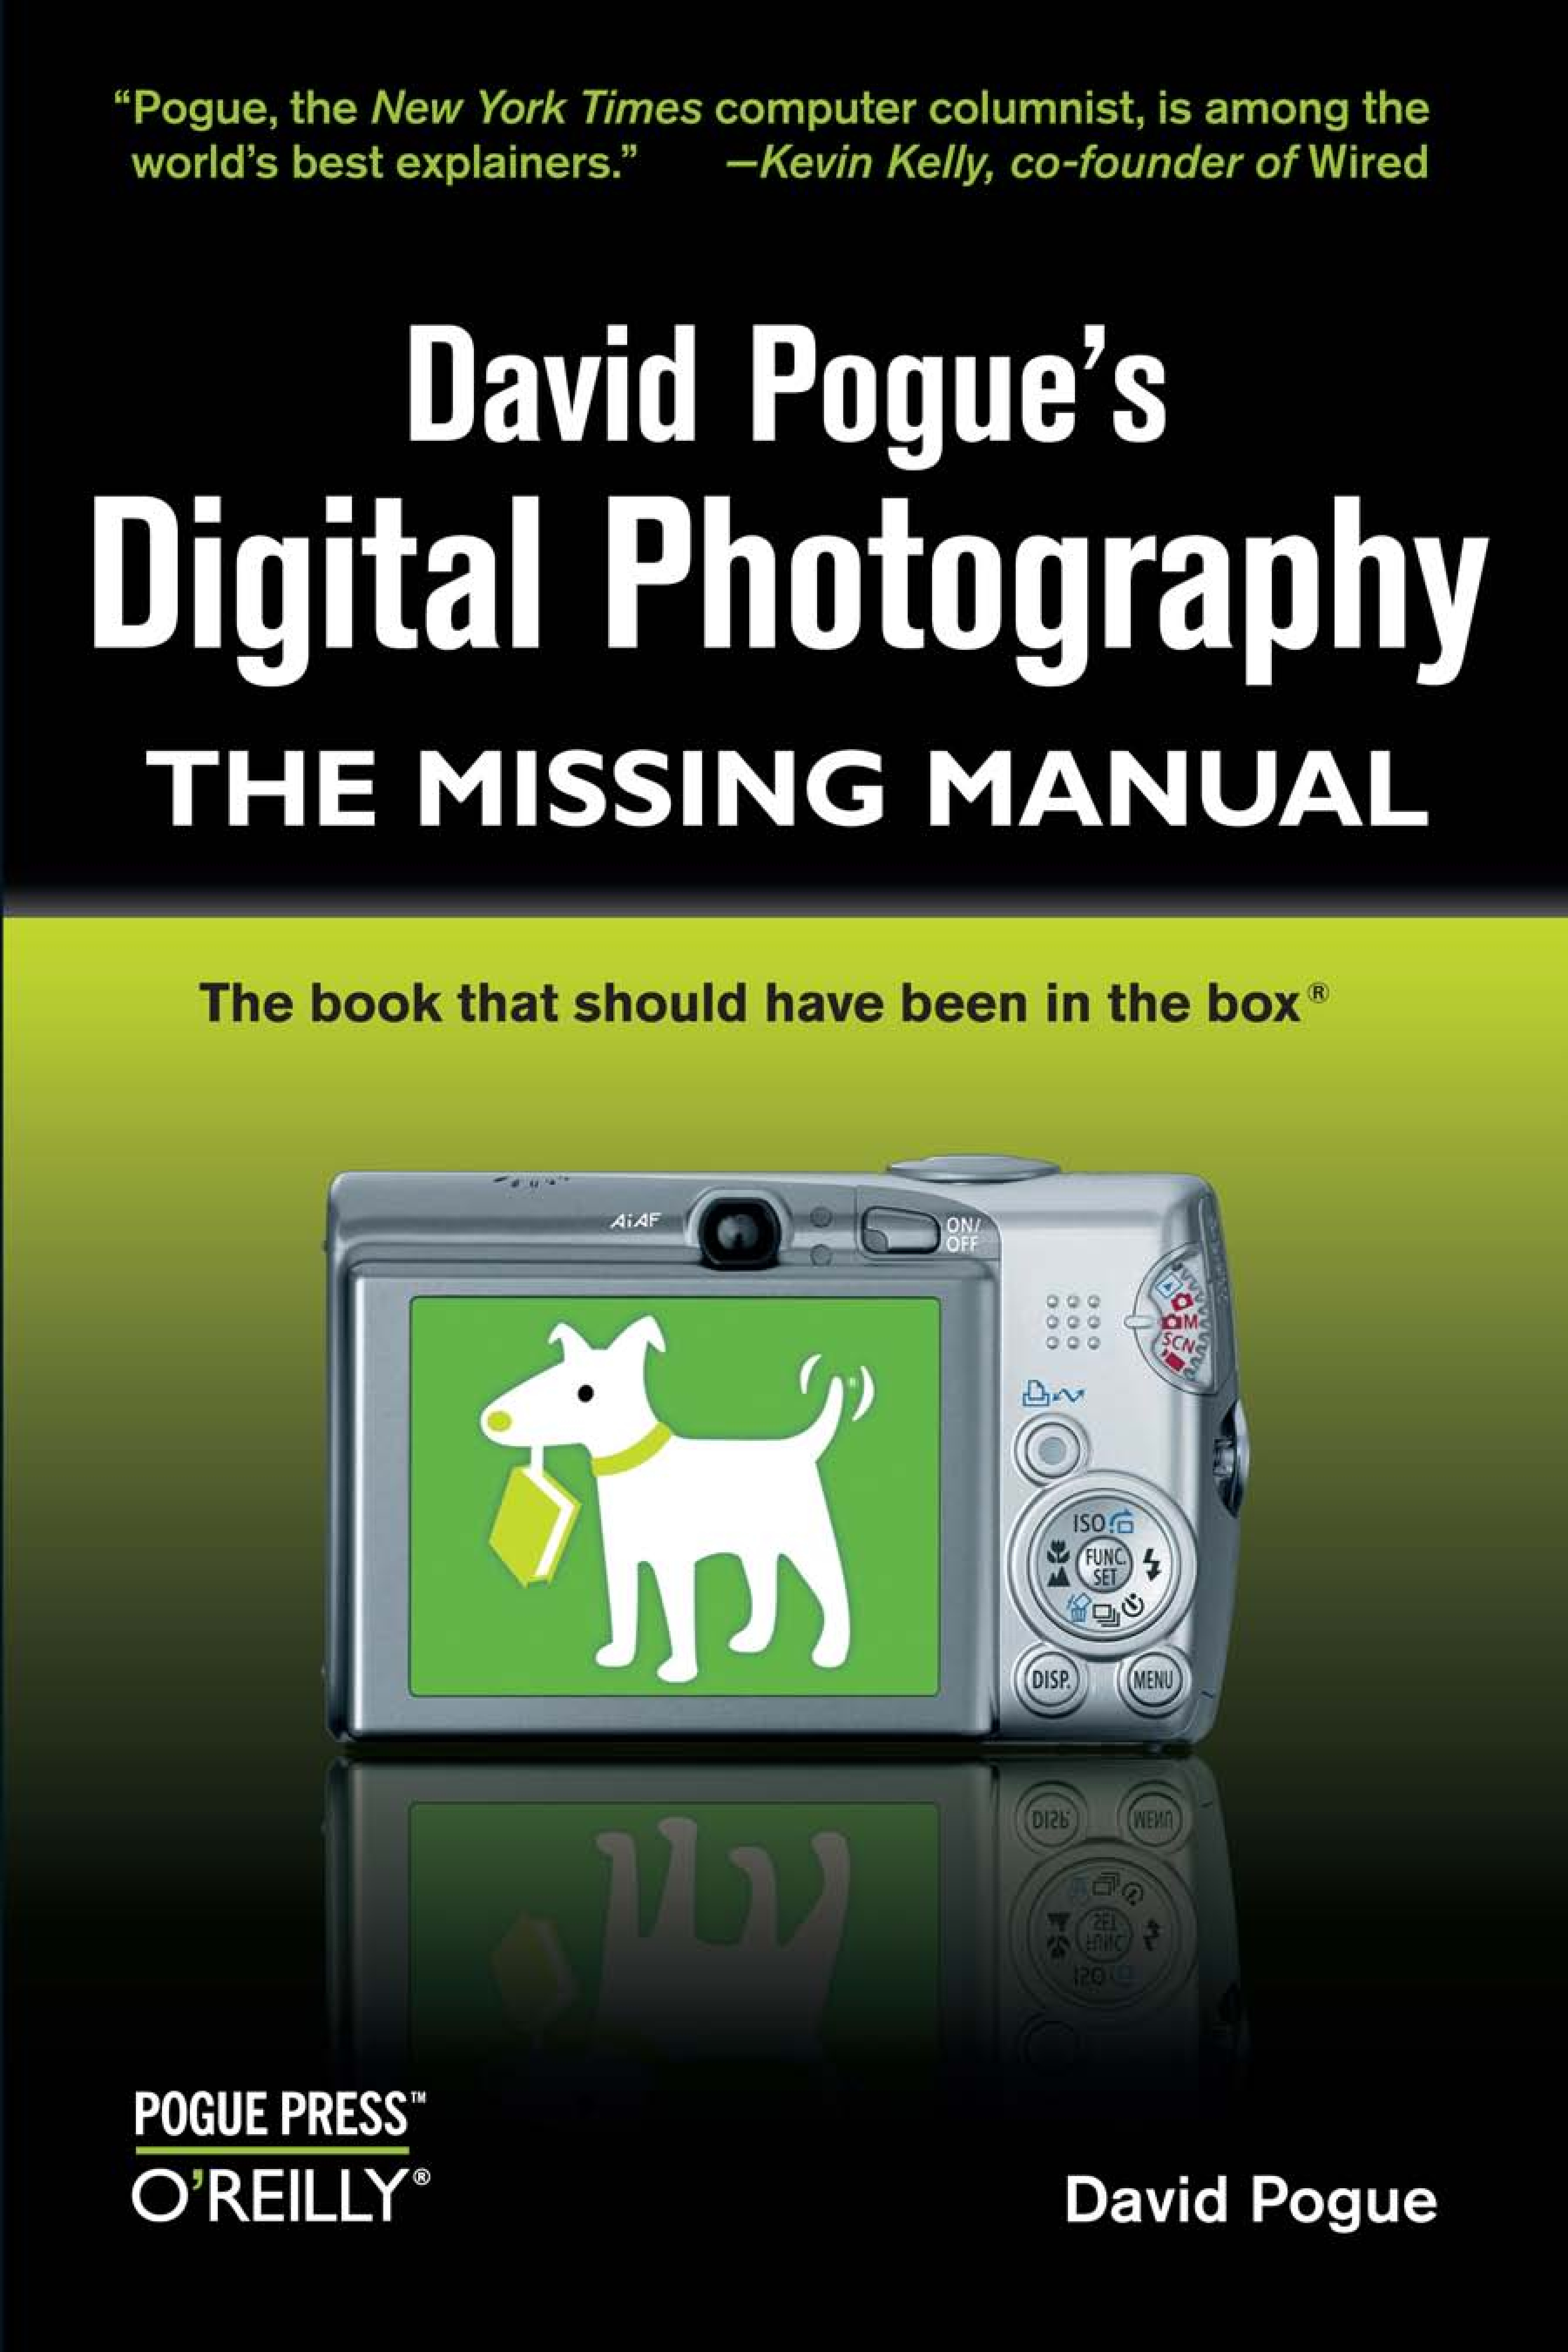 “Pogue, the New York Times computer columnist, is among the
world’s best explainers.” —Kevin Kelly, co-founder of Wired
David Pogue’s
Digital Photography
THE MISSING MANUAL
The book that should have been in the box®
AiAF
ON/
OFF
M
SCN
ISO
FUNC.
SET
DISP.
MENU
POGUE PRESS™
O’REILLY®
David Pogue